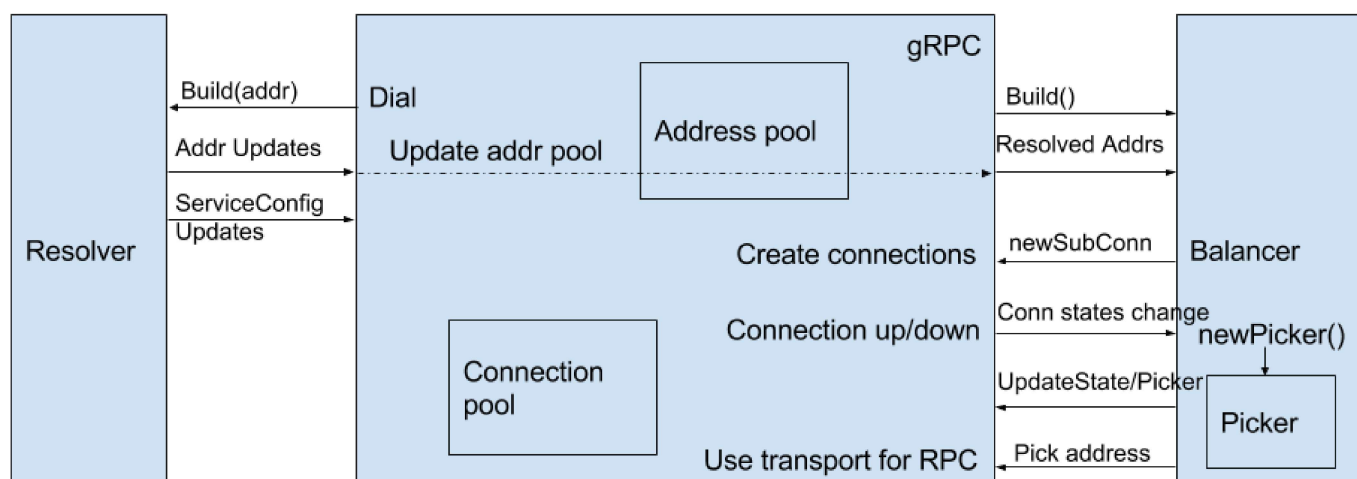 gRPC
Build(addr)
Dial
Build()
Address pool
Addr Updates
Update addr pool
Resolved Addrs
ServiceConfig
Updates
Resolver
Create connections
newSubConn
Balancer
Conn states change
Connection up/down
newPicker()
Connection
pool
UpdateState/Picker
Picker
Use transport for RPC
Pick address